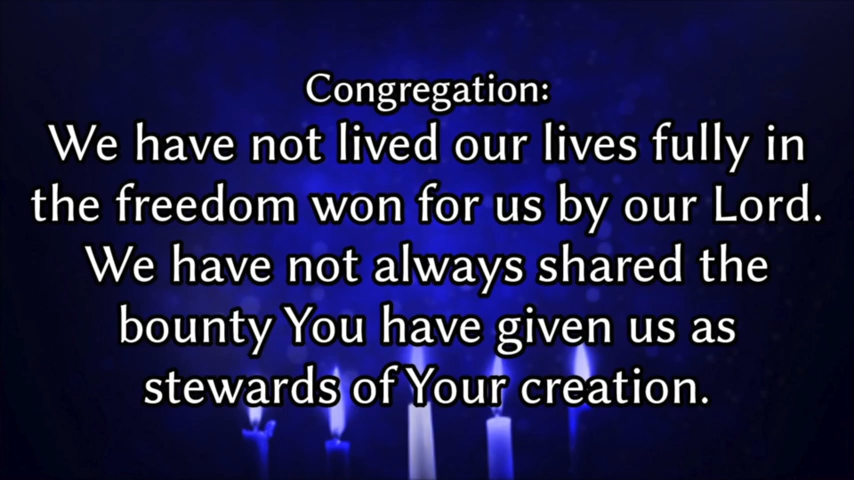 Congregation:
We have not lived our lives fully in
the freedom won for us by our Lord.
We have not always shared the
bounty You have given us as
stewards of Your creation.